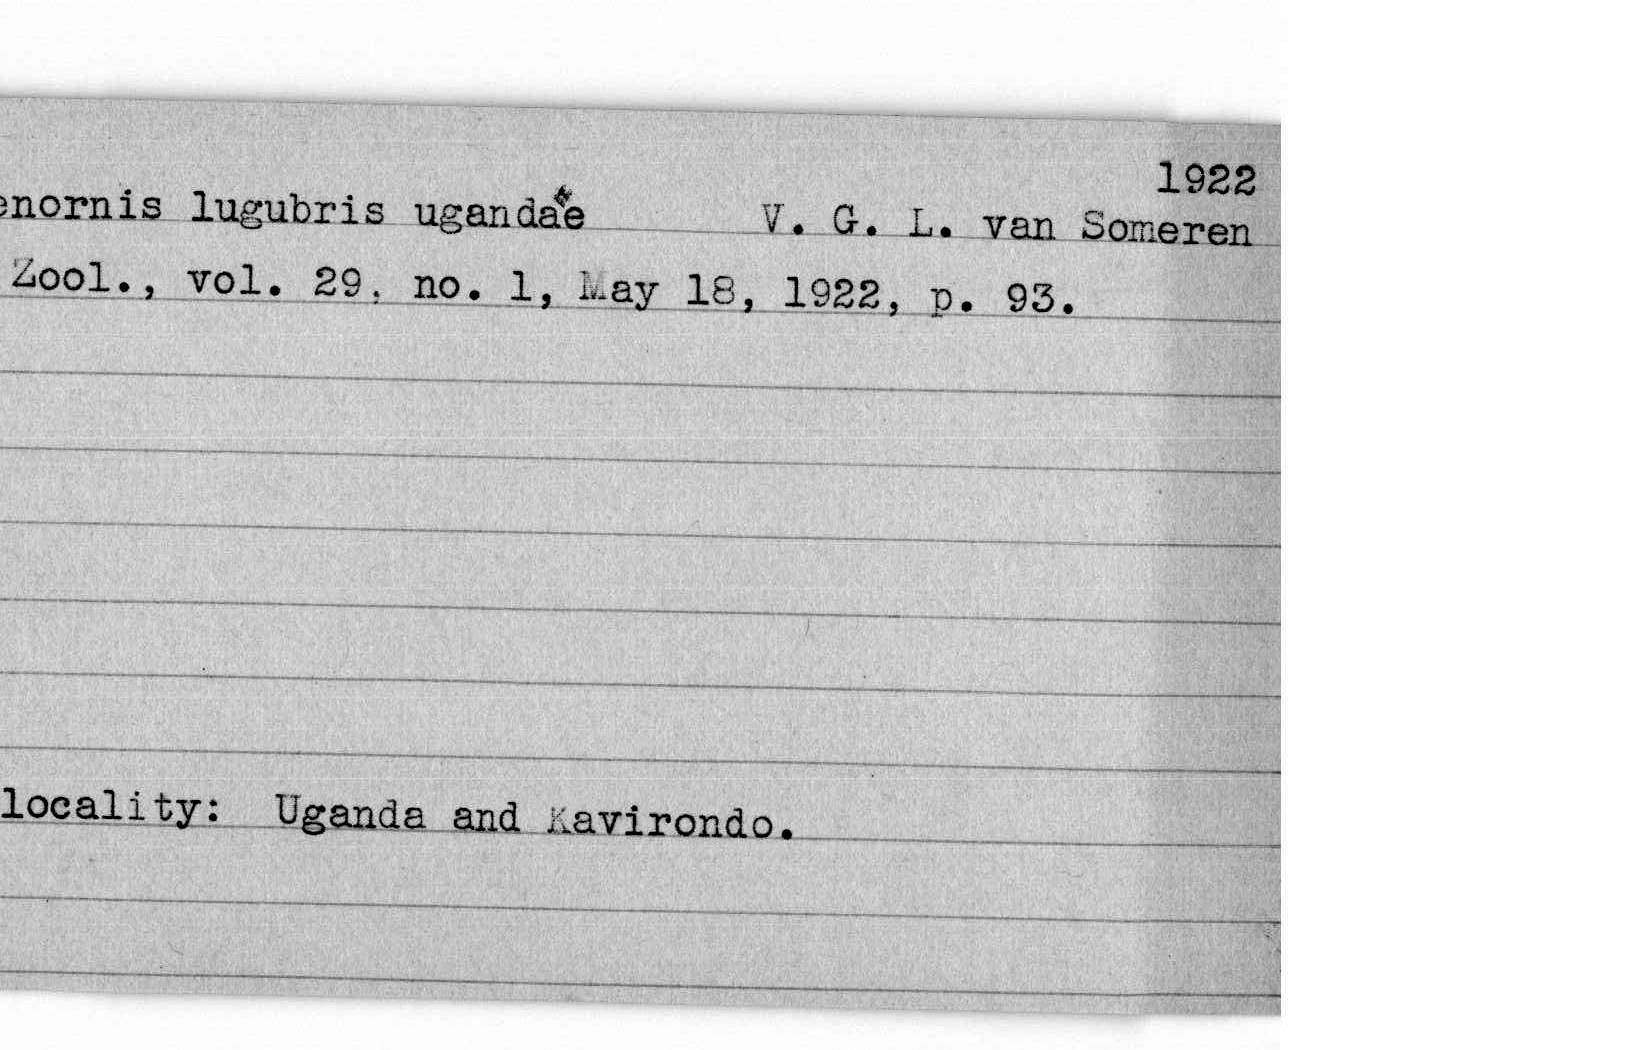 1922
enornis lugubris ugandae V. G. L. van Someren
Zool., vol. 29, no. 1, May 18, 1922, p. 93.
locality: Uganda and Kavirondo.